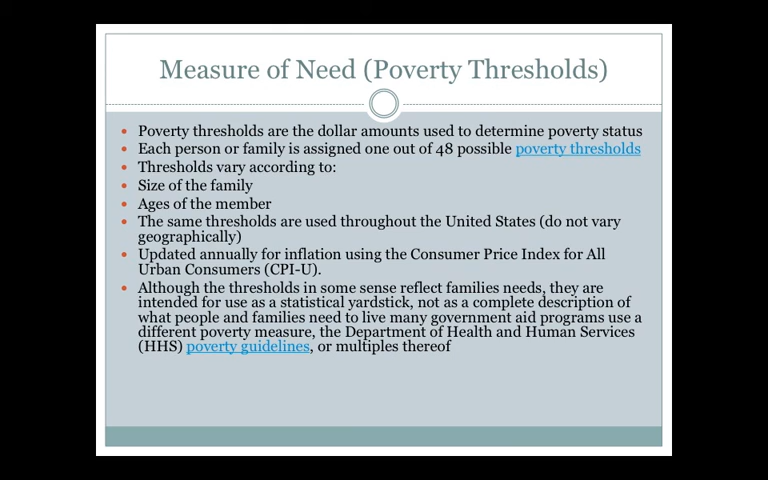 Measure of Need (Poverty Thresholds)
Poverty thresholds are the dollar amounts used to determine poverty status
Each person or family is assigned one out of 48 possible poverty thresholds
Thresholds vary according to:
Size of the family
Ages of the member
The same thresholds are used throughout the United States (do not vary
geographically)
Updated annually for inflation using the Consumer Price Index for All
Urban Consumers (CPI-U).
Although the thresholds in some sense reflect families needs, they are
intended for use as a statistical yardstick, not as a complete description of
what people and families need to live many government aid programs use a
different poverty measure, the Department of Health and Human Services
(HHS) poverty guidelines, or multiples thereof